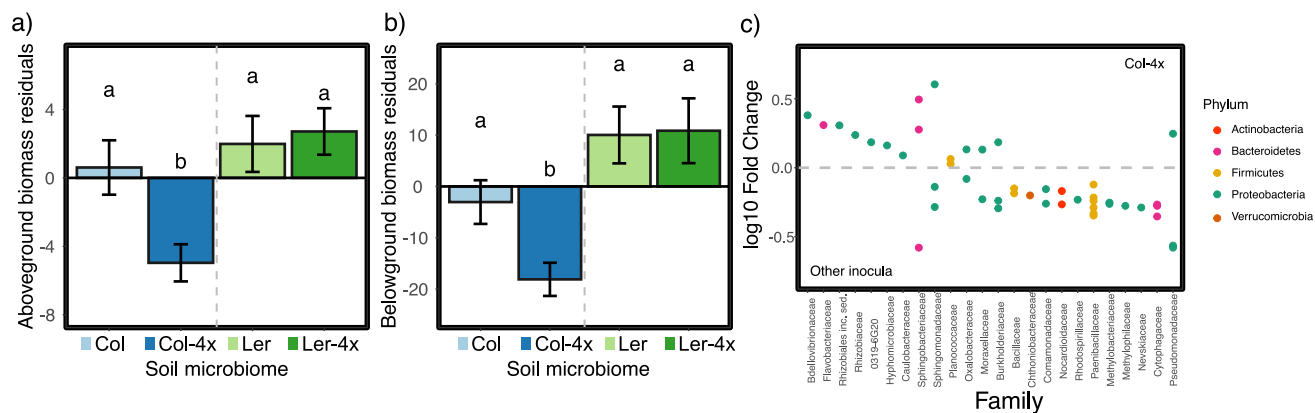 a)
Aboveground biomass residuals
4
0
-4
-8
a
b
a
a
Col Col-4x Ler Ler-4x
Soil microbiome
b)
Belowground biomass residuals
20
10
0
-10
-20
a
b
a
a
Col Col-4x Ler Ler-4x
Soil microbiome
c)
log10 Fold Change
0.5
0.0
-0.5
Col-4x
Other inocula
Bdellovibrionaceae
Flavobacteriaceae
Rhizobiales inc. sed.
Rhizobiaceae
0319-6G20
Hyphomicrobiaceae
Caulobacteraceae
Sphingobacteriaceae
Sphingomonadaceae
Planococcaceae
Oxalobacteraceae
Moraxellaceae
Burkholderiaceae
Bacillaceae
Chthoniobacteraceae
Comamonadaceae
Nocardioidaceae
Rhodospirillaceae
Paenibacillaceae
Methylobacteriaceae
Methylophilaceae
Nevskiaceae
Cytophagaceae
Pseudomonadaceae
Family
Phylum
Actinobacteria
Bacteroidetes
Firmicutes
Proteobacteria
Verrucomicrobia